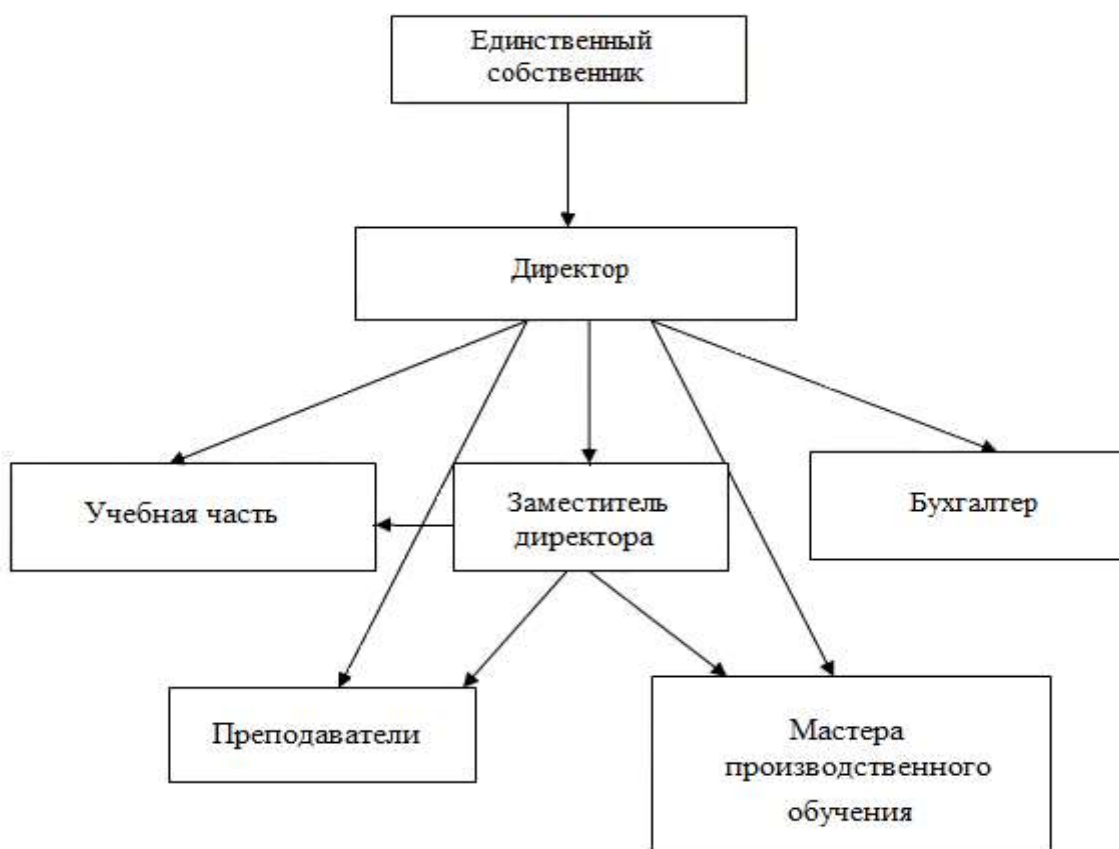 Единственный
собственник
Директор
Учебная часть
Заместитель
директора
Бухгалтер
Преподаватели
Мастера
производственного
обучения